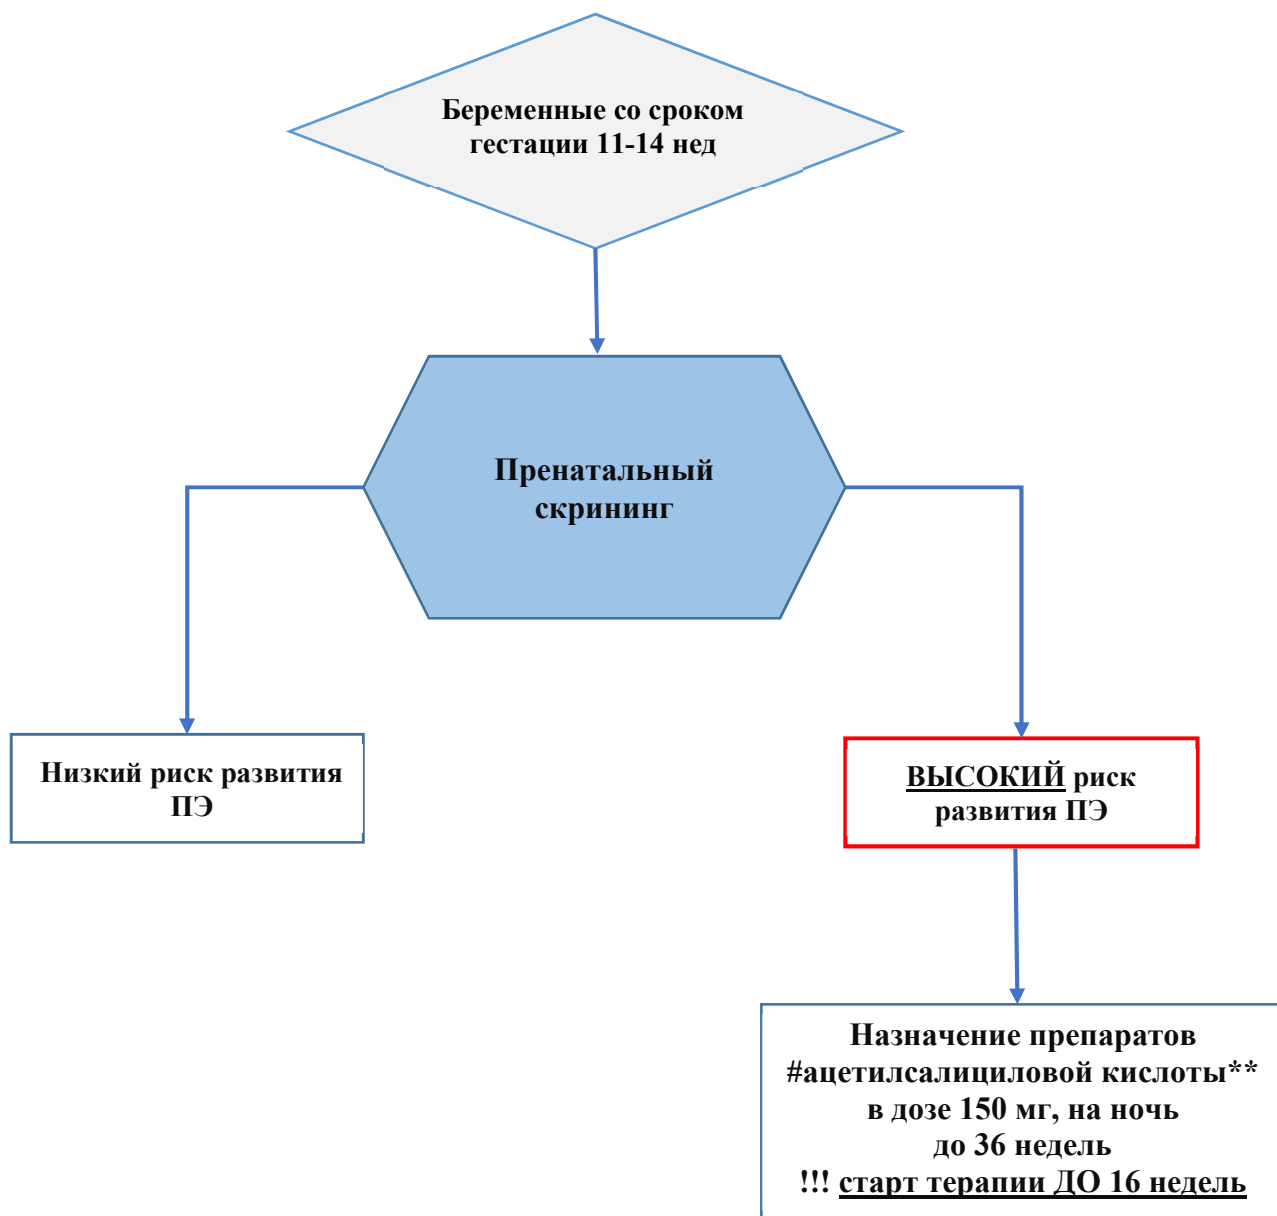 Беременные со сроком
гестации 11-14 нед
Пренатальный
скрининг
Низкий риск развития
ПЭ
ВЫСОКИЙ риск
развития ПЭ
Назначение препаратов
#ацетилсалициловой кислоты**
в дозе 150 мг, на ночь
до 36 недель
!!! старт терапии ДО 16 недель